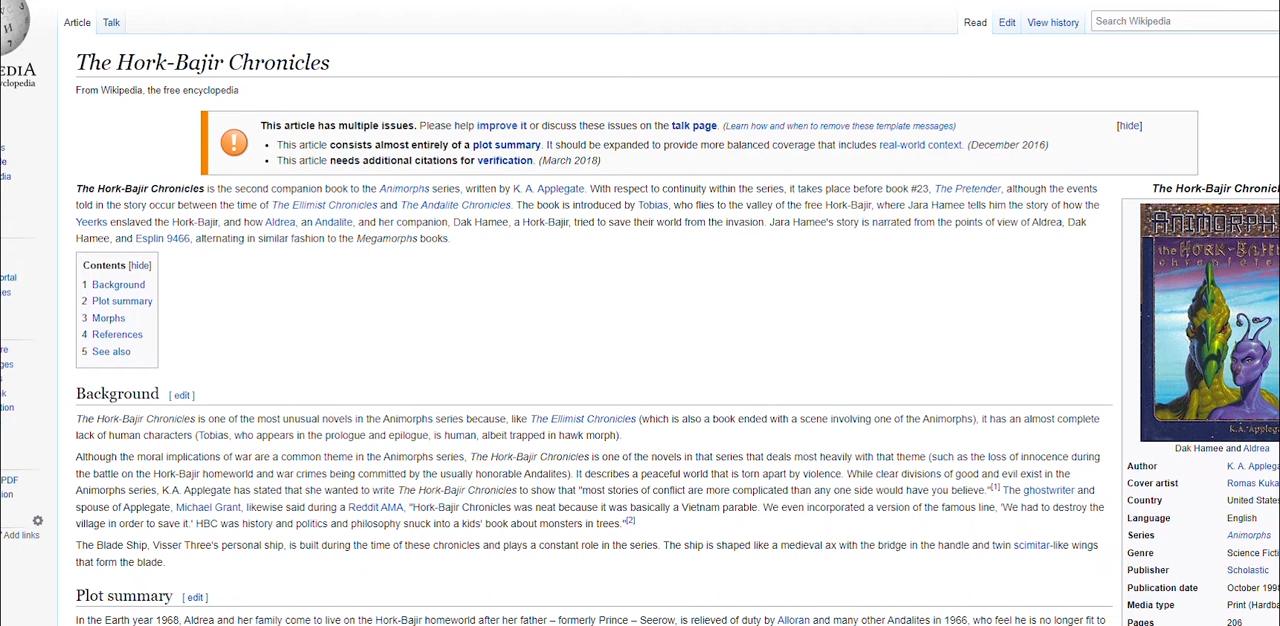 Article Talk Read Edit View history Search Wikipedia
EDIA
cyclopedia
The Hork-Bajir Chronicles
From Wikipedia, the free encyclopedia
This article has multiple issues. Please help improve it or discuss these issues on the talk page. (Learn how and when to remove these template messages) [hide]
• This article consists almost entirely of a plot summary. It should be expanded to provide more balanced coverage that includes real-world context. (December 2016)
• This article needs additional citations for verification. (March 2018)
The Hork-Bajir Chronicles is the second companion book to the Animorphs series, written by K. A. Applegate. With respect to continuity within the series, it takes place before book #23, The Pretender, although the events
told in the story occur between the time of The Ellimist Chronicles and The Andalite Chronicles. The book is introduced by Tobias, who flies to the valley of the free Hork-Bajir, where Jara Hamee tells him the story of how the
Yeerks enslaved the Hork-Bajir, and how Aldrea, an Andalite, and her companion, Dak Hamee, a Hork-Bajir, tried to save their world from the invasion. Jara Hamee's story is narrated from the points of view of Aldrea, Dak
Hamee, and Esplin 9466, alternating in similar fashion to the Megamorphs books.
Contents [hide]
1 Background
2 Plot summary
3 Morphs
4 References
5 See also
Background [ edit ]
The Hork-Bajir Chronicles is one of the most unusual novels in the Animorphs series because, like The Ellimist Chronicles (which is also a book ended with a scene involving one of the Animorphs), it has an almost complete
lack of human characters (Tobias, who appears in the prologue and epilogue, is human, albeit trapped in hawk morph).
Although the moral implications of war are a common theme in the Animorphs series, The Hork-Bajir Chronicles is one of the novels in that series that deals most heavily with that theme (such as the loss of innocence during
the battle on the Hork-Bajir homeworld and war crimes being committed by the usually honorable Andalites). It describes a peaceful world that is torn apart by violence. While clear divisions of good and evil exist in the
Animorphs series, K.A. Applegate has stated that she wanted to write The Hork-Bajir Chronicles to show that "most stories of conflict are more complicated than any one side would have you believe."[1] The ghostwriter and
spouse of Applegate, Michael Grant, likewise said during a Reddit AMA, "Hork-Bajir Chronicles was neat because it was basically a Vietnam parable. We even incorporated a version of the famous line, 'We had to destroy the
village in order to save it.' HBC was history and politics and philosophy snuck into a kids' book about monsters in trees."[2]
The Blade Ship, Visser Three's personal ship, is built during the time of these chronicles and plays a constant role in the series. The ship is shaped like a medieval ax with the bridge in the handle and twin scimitar-like wings
that form the blade.
Plot summary [ edit ]
In the Earth year 1968, Aldrea and her family come to live on the Hork-Bajir homeworld after her father – formerly Prince – Seerow, is relieved of duty by Alloran and many other Andalites in 1966, who feel he is no longer fit to
The Hork-Bajir Chronicl
ANIMORPH
the HORK-BAJI
chronicles
K.A. Applega
Dak Hamee and Aldrea
Author K. A. Applega
Cover artist Romas Kuka
Country United States
Language English
Series Animorphs
Genre Science Ficti
Publisher Scholastic
Publication date October 1998
Media type Print (Hardba
Pages 206
s
le
dia
ortal
es
re
ges
s
k
tion
PDF
ion
Add links